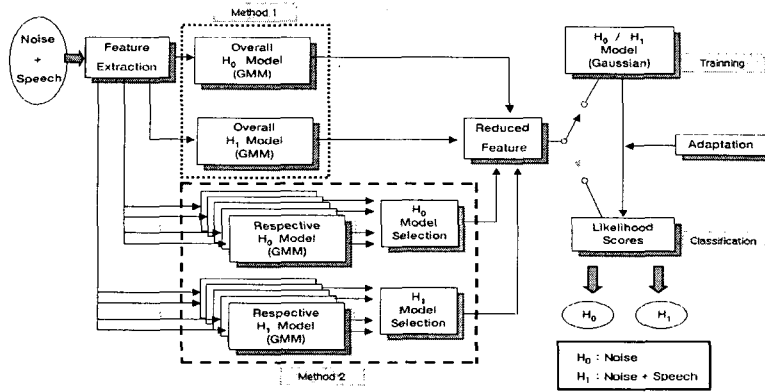 Method 1
Noise
+
Speech
Feature
Extraction
Overall
H0 Model
(GMM)
Overall
H1 Model
(GMM)
Respective
H0 Model
(GMM)
H0
Model
Selection
Respective
H1 Model
(GMM)
H1
Model
Selection
Method 2
Reduced
Feature
H0 / H1
Model
(Gaussian)
Trainning
Adaptation
Likelihood
Scores
Classification
H0
H1
H0 : Noise
H1 : Noise + Speech